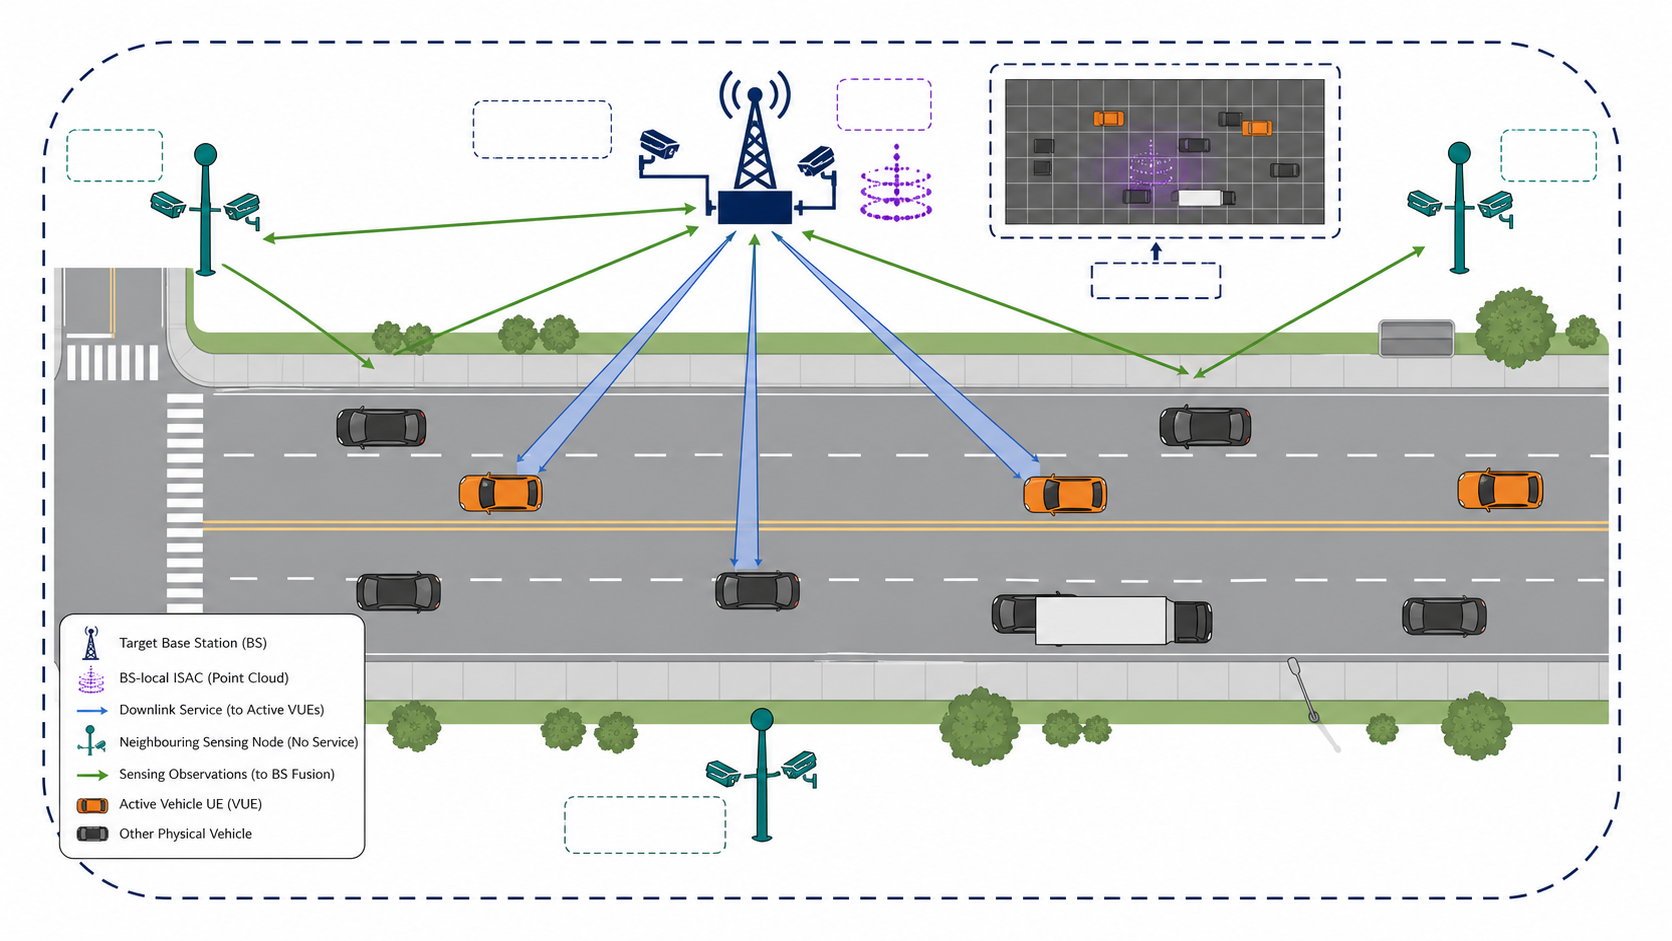 Target Base Station (BS)
BS-local ISAC (Point Cloud)
Downlink Service (to Active VUEs)
Neighbouring Sensing Node (No Service)
Sensing Observations (to BS Fusion)
Active Vehicle UE (VUE)
Other Physical Vehicle